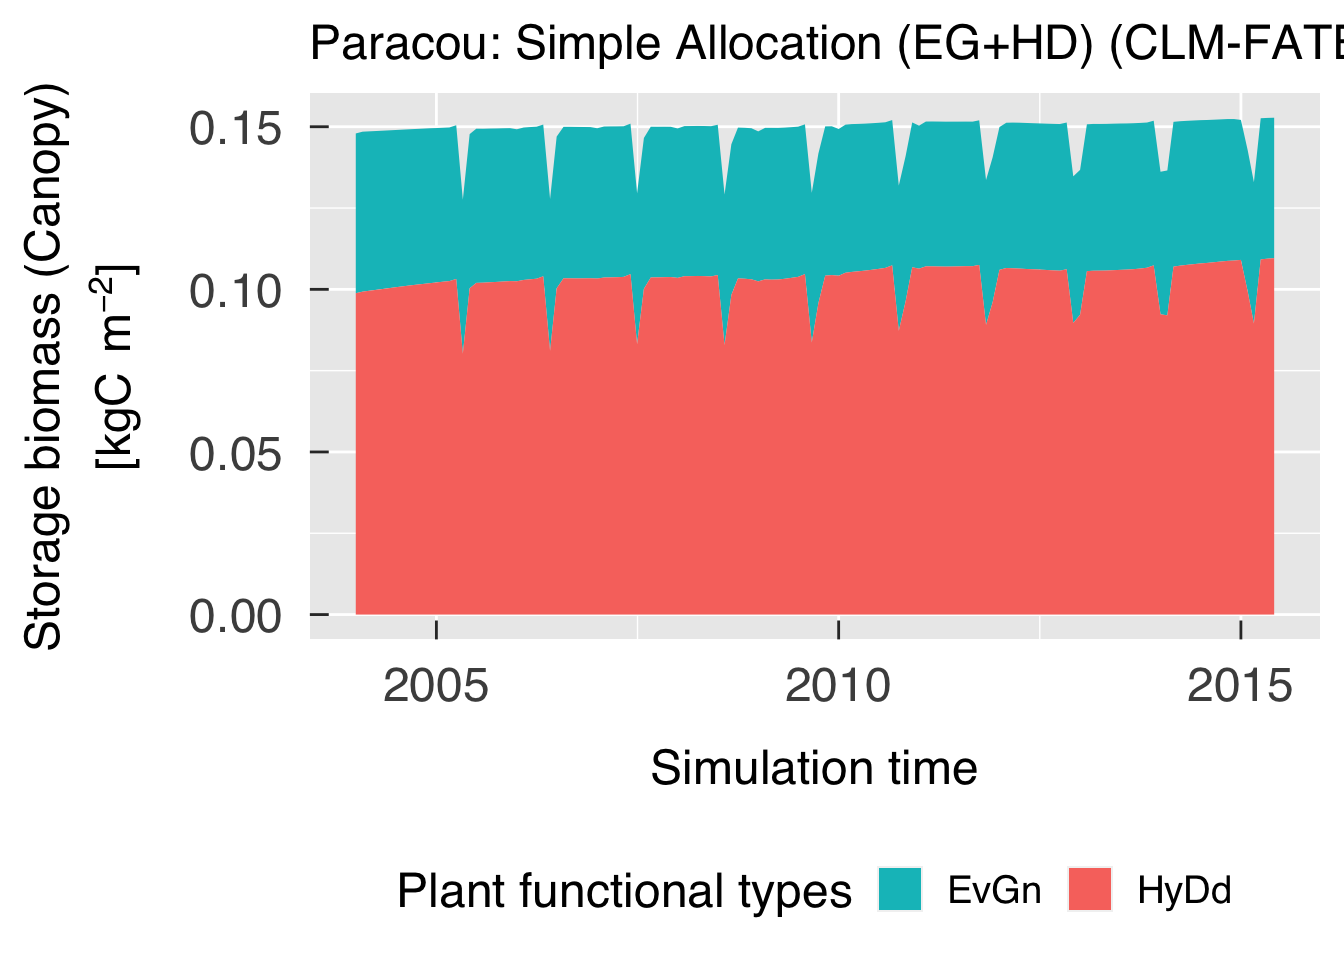 Paracou: Simple Allocation (EG+HD) (CLM-FATE
Storage biomass (Canopy)
[kgC m⁻²]
0.15
0.10
0.05
0.00
2005 2010 2015
Simulation time
Plant functional types EvGn HyDd